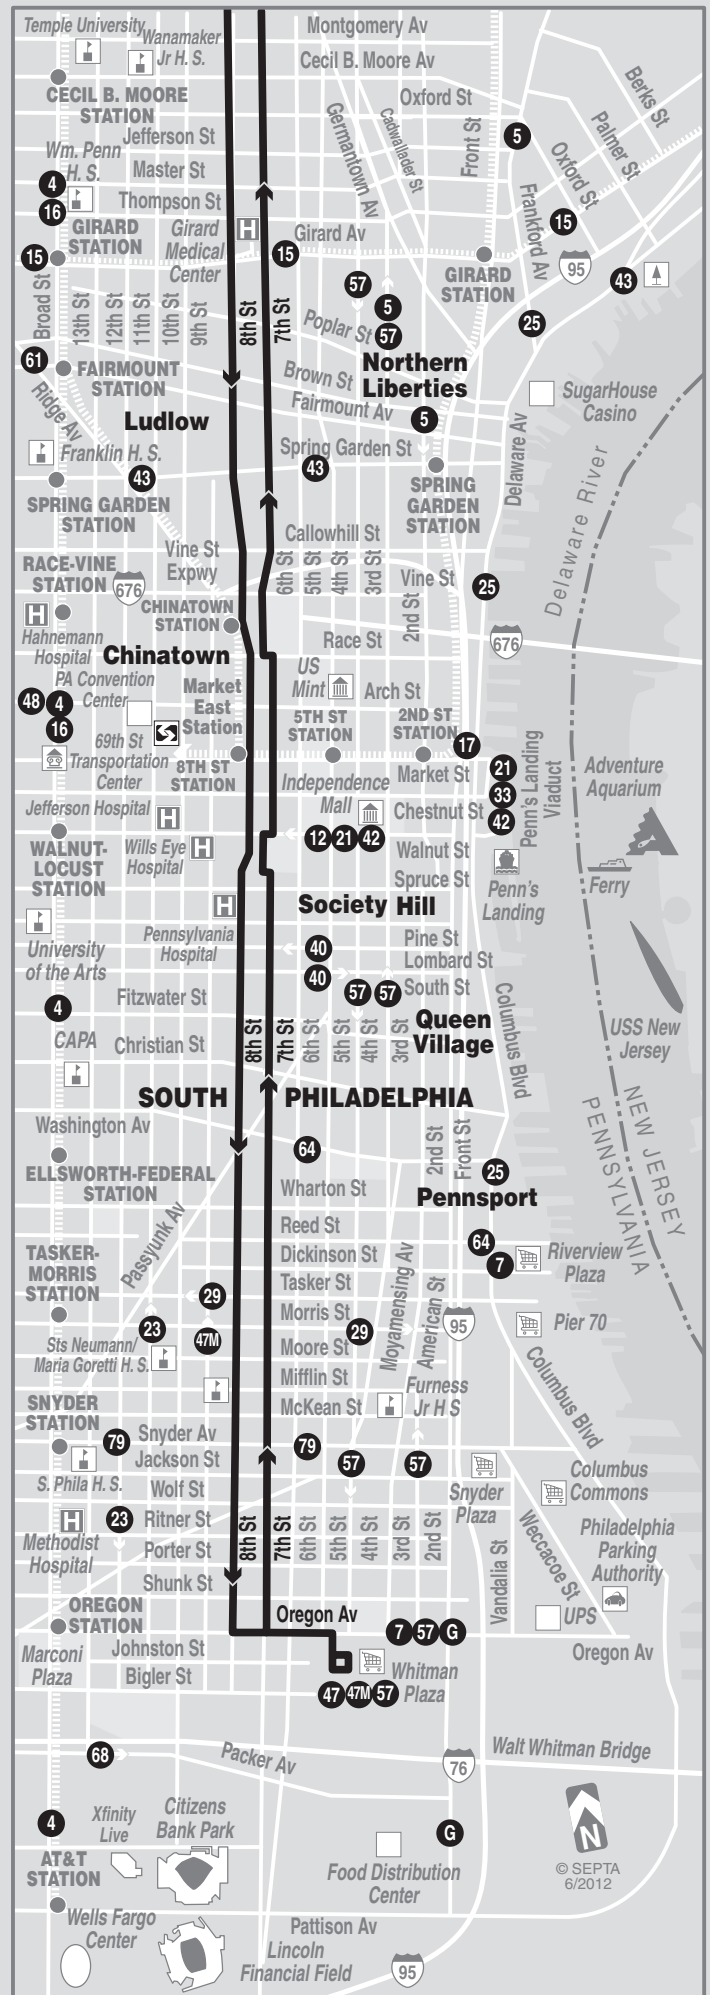 Temple University
Wanamaker
Jr H. S.
Montgomery Av
Cecil B. Moore Av
CECIL B. MOORE
STATION
Oxford St
Germantown Av
Cadwallader St
Front St
Berks St
Palmer St
Oxford St
Frankford Av
5
Jefferson St
Wm. Penn
H. S.
Master St
4
16
Thompson St
GIRARD
STATION
Girard
Medical
Center
H
Girard Av
15
15
15
GIRARD
STATION
95
43
Broad St
13th St
12th St
11th St
10th St
9th St
8th St
7th St
57
5
57
Poplar St
25
61
FAIRMOUNT
STATION
Northern
Liberties
Brown St
Fairmount Av
Ridge Av
Ludlow
5
SugarHouse
Casino
Delaware Av
Franklin H. S.
43
Spring Garden St
43
SPRING GARDEN
STATION
SPRING
GARDEN
STATION
Delaware River
Callowhill St
Vine St
Expwy
RACE-VINE
STATION
676
6th St
5th St
4th St
3rd St
Vine St
2nd St
25
H
Hahnemann
Hospital
CHINATOWN
STATION
Chinatown
Race St
676
US
Mint
Arch St
PA Convention
Center
48
4
16
Market
East
Station
5TH ST
STATION
2ND ST
STATION
17
69th St
Transportation
Center
8TH ST
STATION
Independence
Mall
Market St
21
33
42
Penn's Landing
Viaduct
Adventure
Aquarium
Jefferson Hospital
H
Chestnut St
12
21
42
WALNUT-
LOCUST
STATION
Wills Eye
Hospital
H
Walnut St
Spruce St
Penn's
Landing
Ferry
H
Society Hill
University
of the Arts
Pennsylvania
Hospital
40
Pine St
Lombard St
40
57
57
South St
4
Fitzwater St
Queen
Village
Columbus Blvd
USS New
Jersey
CAPA
Christian St
8th St
7th St
6th St
5th St
4th St
3rd St
SOUTH
PHILADELPHIA
NEW JERSEY
PENNSYLVANIA
Washington Av
64
2nd St
Front St
ELLSWORTH-FEDERAL
STATION
25
Wharton St
Pennsport
Passyunk Av
Reed St
Dickinson St
Moyamensing Av
American St
64
7
Riverview
Plaza
TASKER-
MORRIS
STATION
29
Tasker St
Morris St
29
95
Pier 70
23
47M
Sts Neumann/
Maria Goretti H. S.
Moore St
Mifflin St
McKean St
Furness
Jr H S
Columbus Blvd
SNYDER
STATION
79
Snyder Av
79
Jackson St
57
57
S. Phila H. S.
Wolf St
Snyder
Plaza
Columbus
Commons
H
23
Ritner St
Methodist
Hospital
Porter St
8th St
7th St
6th St
5th St
4th St
3rd St
2nd St
Vandalia St
Weccacoe St
Philadelphia
Parking
Authority
Shunk St
OREGON
STATION
Oregon Av
7
57
G
UPS
Marconi
Plaza
Johnston St
Bigler St
Whitman
Plaza
Oregon Av
47
47M
57
68
Packer Av
76
Walt Whitman Bridge
4
Xfinity
Live
Citizens
Bank Park
G
N
AT&T
STATION
Food Distribution
Center
© SEPTA
6/2012
Wells Fargo
Center
Pattison Av
Lincoln
Financial Field
95